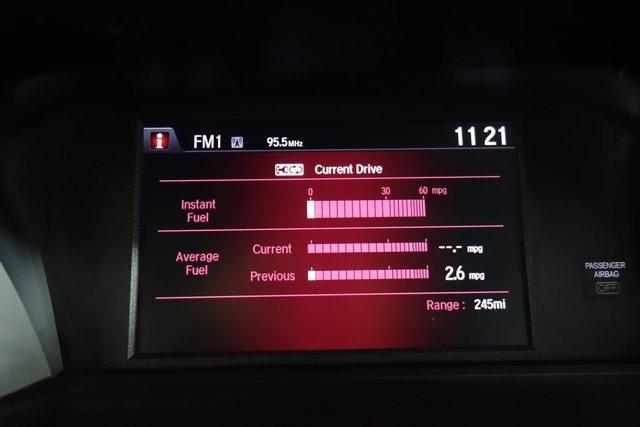 i FM1 95.5 MHz 11 21
Current Drive
0 30 60 mpg
Instant
Fuel
Average
Fuel
Current --.- mpg
Previous 2.6 mpg
Range : 245mi
PASSENGER
AIRBAG
OFF